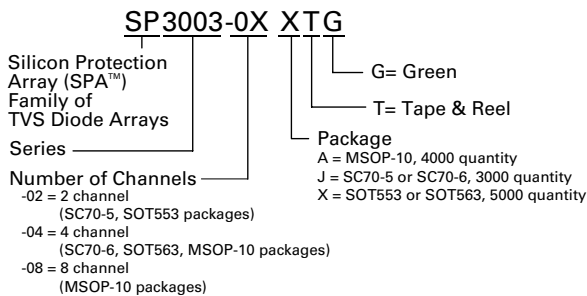 SP3003-0X XTG
Silicon Protection
Array (SPA™)
Family of
TVS Diode Arrays
Series
Number of Channels
-02 = 2 channel
(SC70-5, SOT553 packages)
-04 = 4 channel
(SC70-6, SOT563, MSOP-10 packages)
-08 = 8 channel
(MSOP-10 packages)
G= Green
T= Tape & Reel
Package
A = MSOP-10, 4000 quantity
J = SC70-5 or SC70-6, 3000 quantity
X = SOT553 or SOT563, 5000 quantity